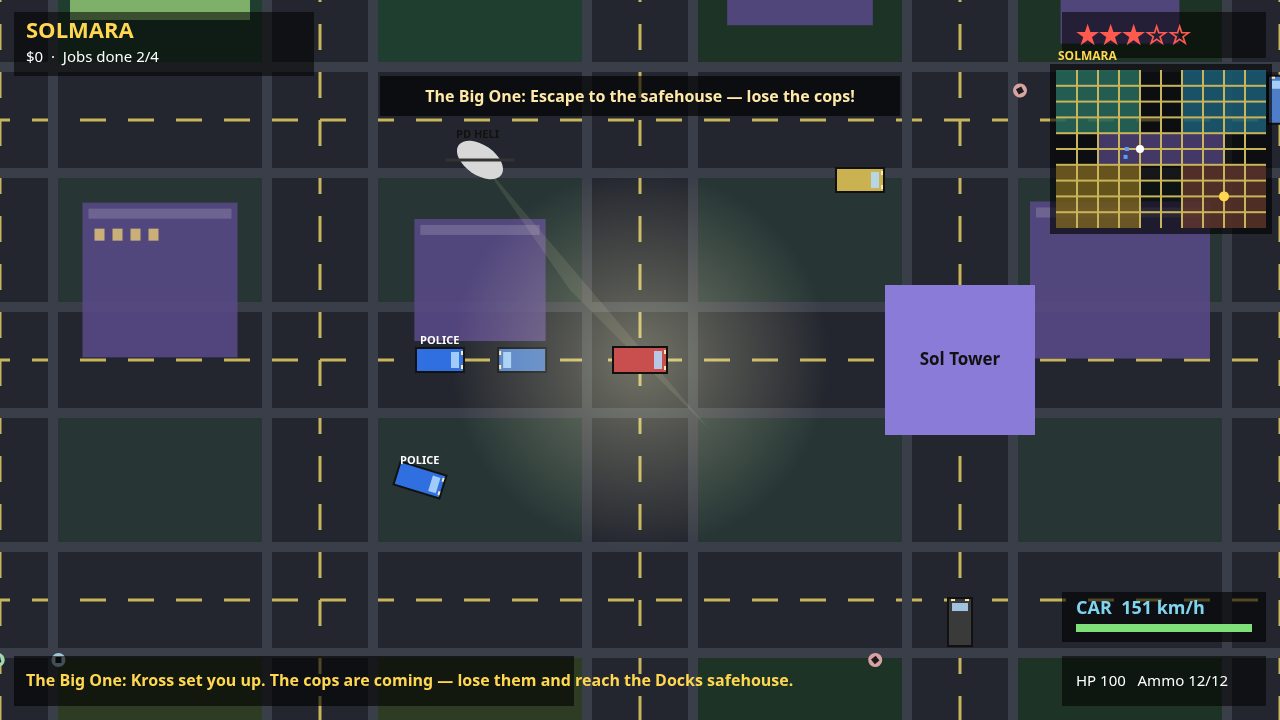 SOLMARA
$0 · Jobs done 2/4
★★★☆☆
SOLMARA
The Big One: Escape to the safehouse — lose the cops!
PD HELI
POLICE
Sol Tower
POLICE
CAR 151 km/h
The Big One: Kross set you up. The cops are coming — lose them and reach the Docks safehouse.
HP 100 Ammo 12/12